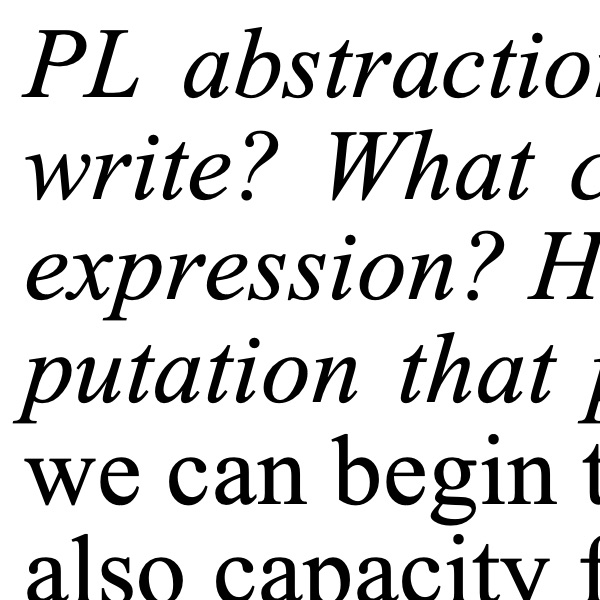 PL abstraction
write? What c
expression? H
putation that p
we can begin t
also capacity f